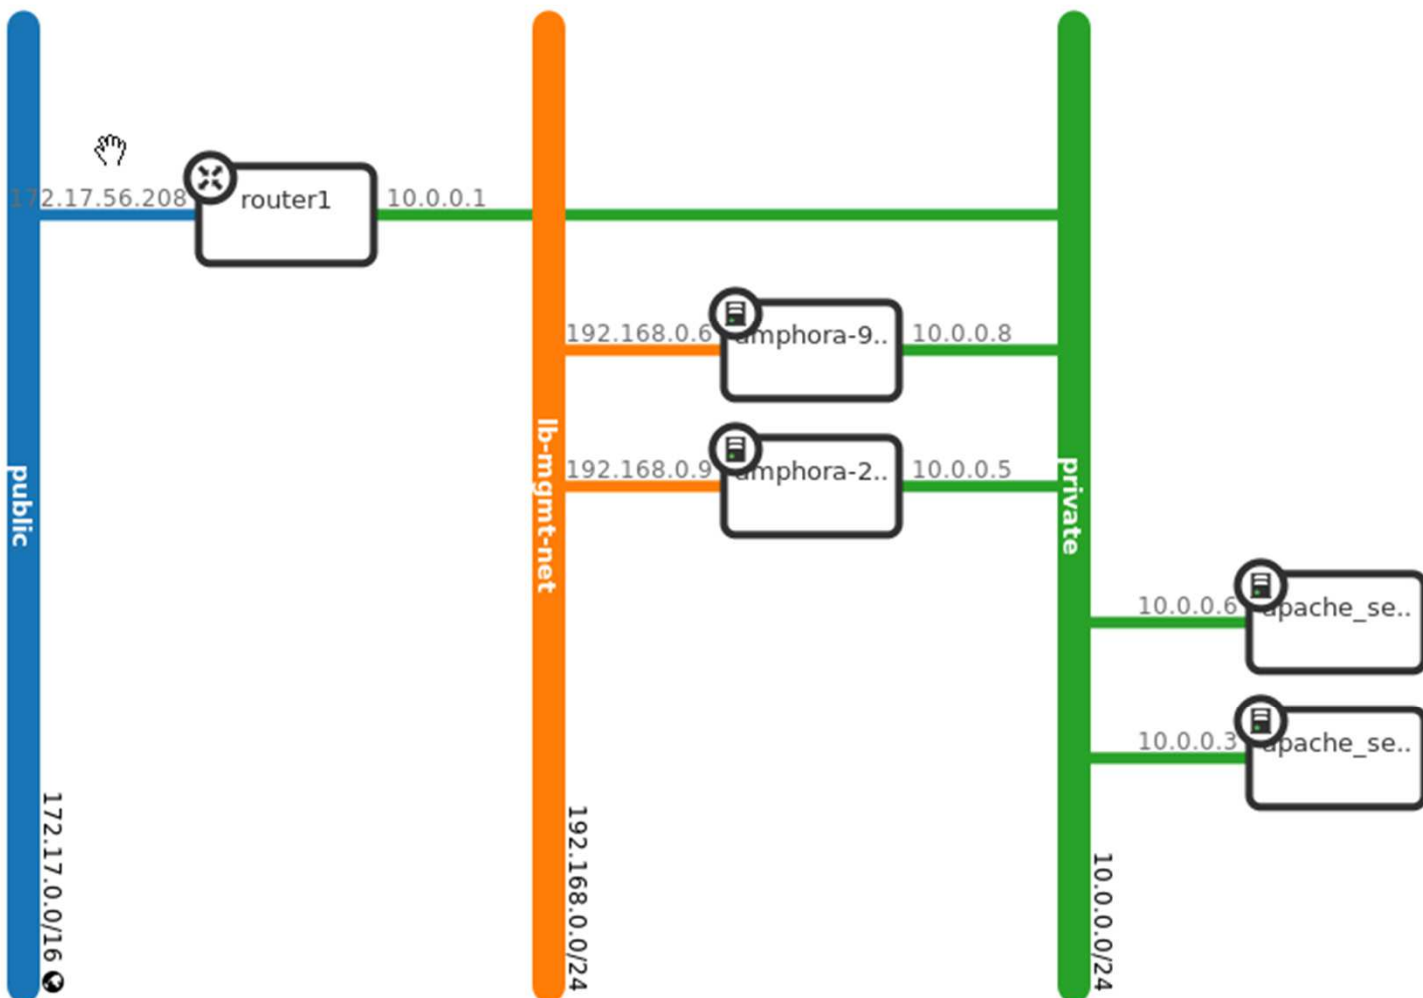 172.17.56.208
router1
10.0.0.1
192.168.0.6
amphora-9..
10.0.0.8
192.168.0.9
amphora-2..
10.0.0.5
public
lb-mgmt-net
private
10.0.0.6
apache_se..
10.0.0.3
apache_se..
172.17.0.0/16
192.168.0.0/24
10.0.0.0/24